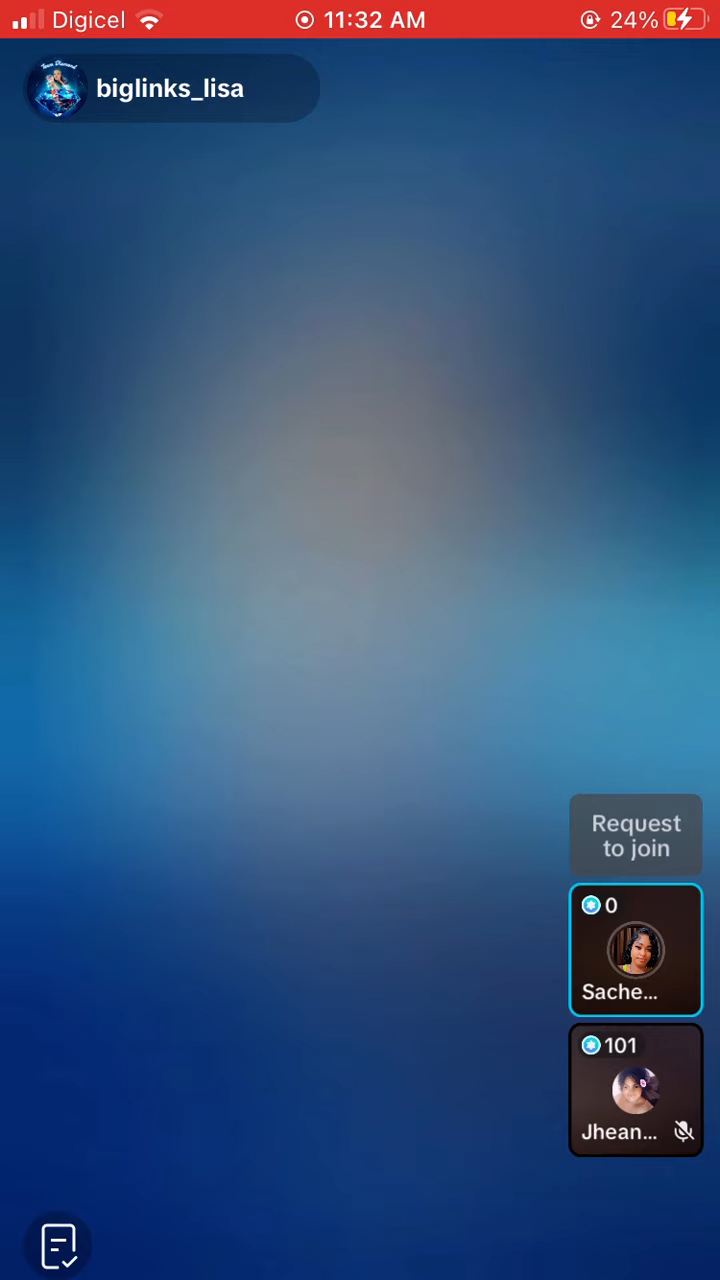 Digicel
11:32 AM
24%
biglinks_lisa
Request
to join
0
Sache...
101
Jhean...